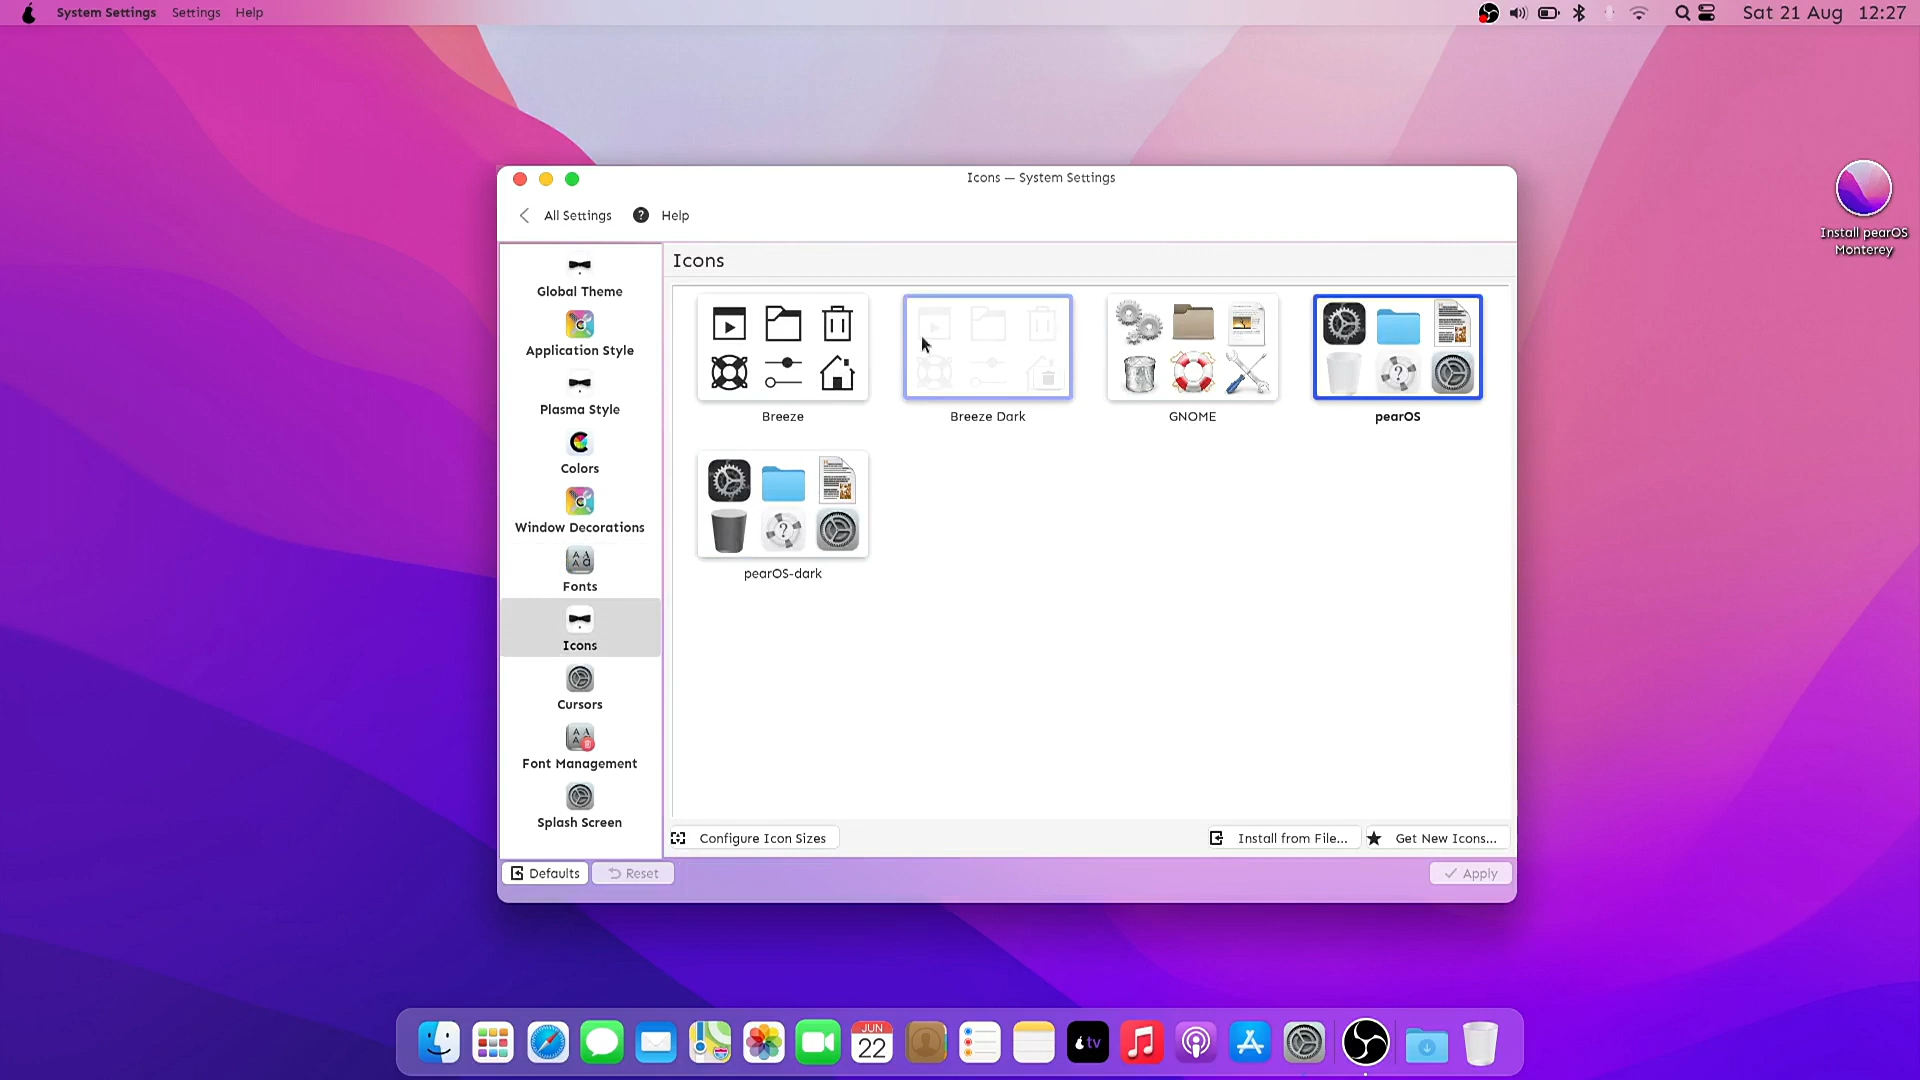 System Settings Settings Help
Sat 21 Aug 12:27
Icons — System Settings
All Settings ? Help
Global Theme
Application Style
Plasma Style
Colors
Window Decorations
Fonts
Icons
Cursors
Font Management
Splash Screen
Icons
Breeze
Breeze Dark
GNOME
pearOS
pearOS-dark
Configure Icon Sizes
Install from File...
Get New Icons...
Defaults
Reset
Apply
Install pearOS
Monterey
JUN
22
tv